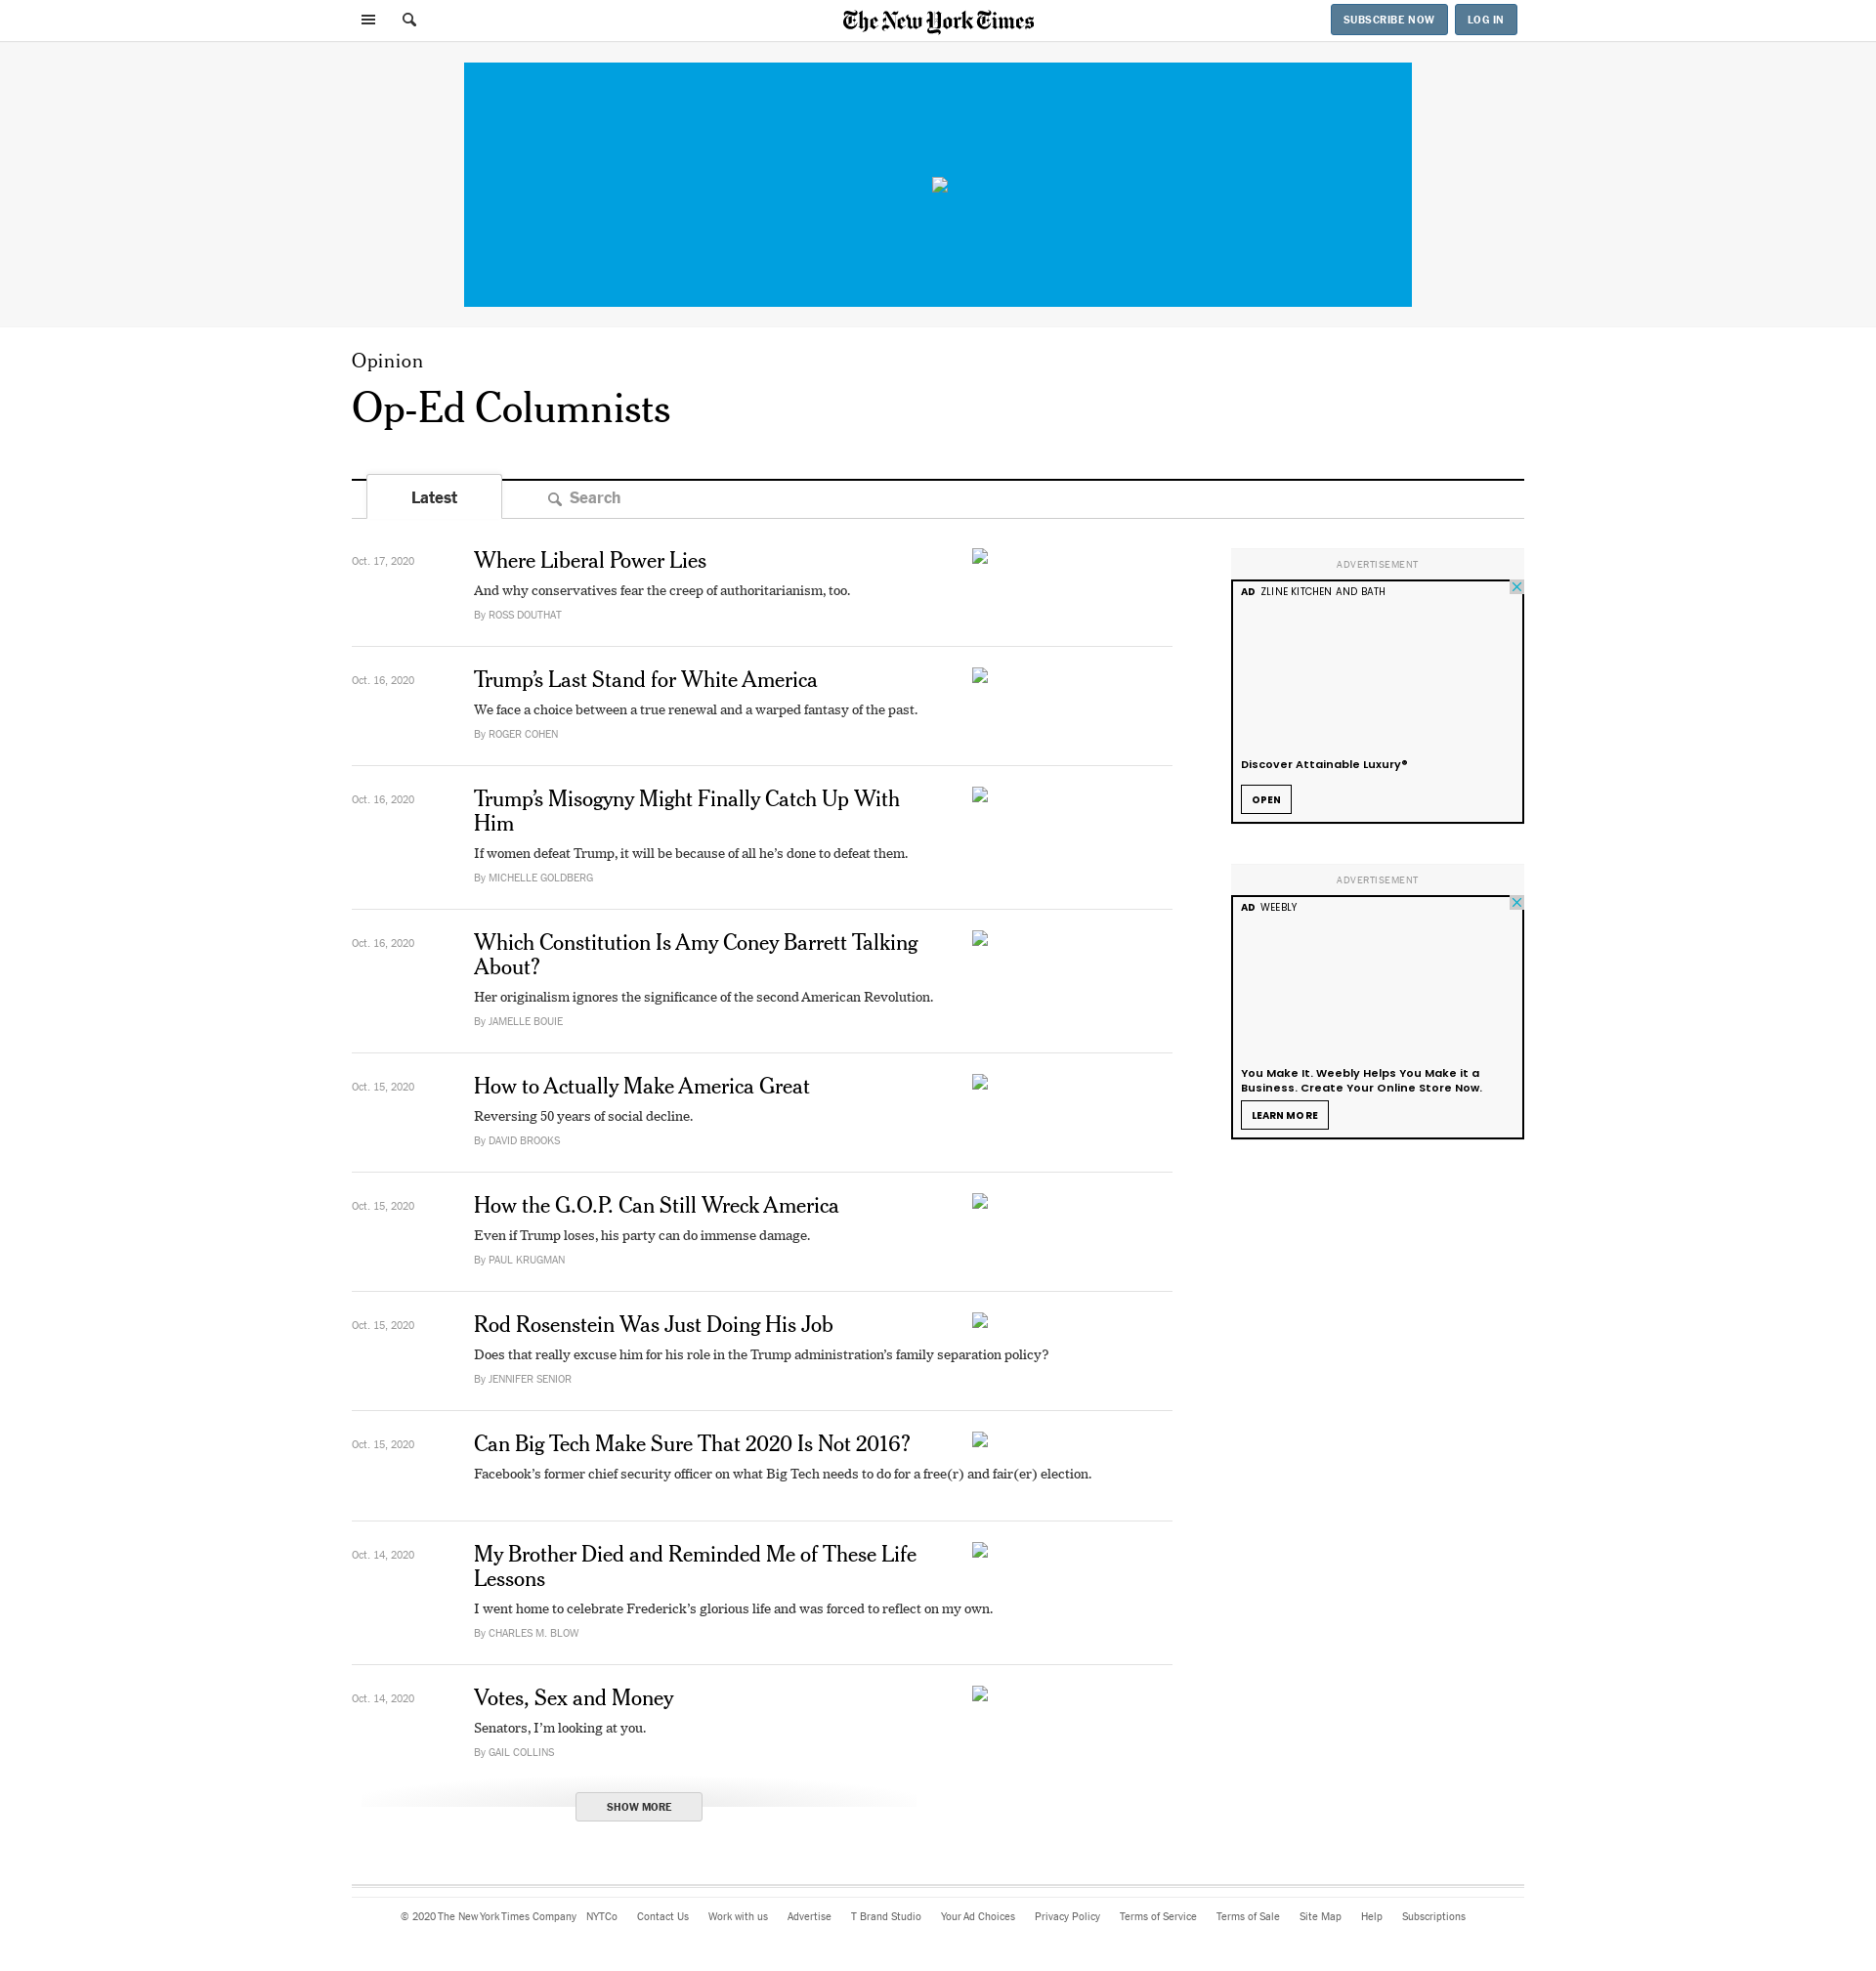 The New York Times
SUBSCRIBE NOW
LOG IN
Opinion
Op-Ed Columnists
Latest
Search
Oct. 17, 2020
Where Liberal Power Lies
And why conservatives fear the creep of authoritarianism, too.
By ROSS DOUTHAT
Oct. 16, 2020
Trump’s Last Stand for White America
We face a choice between a true renewal and a warped fantasy of the past.
By ROGER COHEN
Oct. 16, 2020
Trump’s Misogyny Might Finally Catch Up With
Him
If women defeat Trump, it will be because of all he’s done to defeat them.
By MICHELLE GOLDBERG
Oct. 16, 2020
Which Constitution Is Amy Coney Barrett Talking
About?
Her originalism ignores the significance of the second American Revolution.
By JAMELLE BOUIE
Oct. 15, 2020
How to Actually Make America Great
Reversing 50 years of social decline.
By DAVID BROOKS
Oct. 15, 2020
How the G.O.P. Can Still Wreck America
Even if Trump loses, his party can do immense damage.
By PAUL KRUGMAN
Oct. 15, 2020
Rod Rosenstein Was Just Doing His Job
Does that really excuse him for his role in the Trump administration’s family separation policy?
By JENNIFER SENIOR
Oct. 15, 2020
Can Big Tech Make Sure That 2020 Is Not 2016?
Facebook’s former chief security officer on what Big Tech needs to do for a free(r) and fair(er) election.
Oct. 14, 2020
My Brother Died and Reminded Me of These Life
Lessons
I went home to celebrate Frederick’s glorious life and was forced to reflect on my own.
By CHARLES M. BLOW
Oct. 14, 2020
Votes, Sex and Money
Senators, I’m looking at you.
By GAIL COLLINS
SHOW MORE
ADVERTISEMENT
AD ZLINE KITCHEN AND BATH
Discover Attainable Luxury®
OPEN
ADVERTISEMENT
AD WEEBLY
You Make It. Weebly Helps You Make it a
Business. Create Your Online Store Now.
LEARN MORE
© 2020 The New York Times Company NYTCo Contact Us Work with us Advertise T Brand Studio Your Ad Choices Privacy Policy Terms of Service Terms of Sale Site Map Help Subscriptions